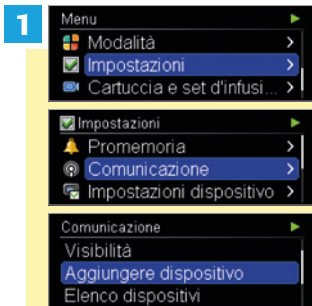 1
Menu
Modalità
Impostazioni
Cartuccia e set d'infusi...
Impostazioni
Promemoria
Comunicazione
Impostazioni dispositivo
Comunicazione
Visibilità
Aggiungere dispositivo
Elenco dispositivi